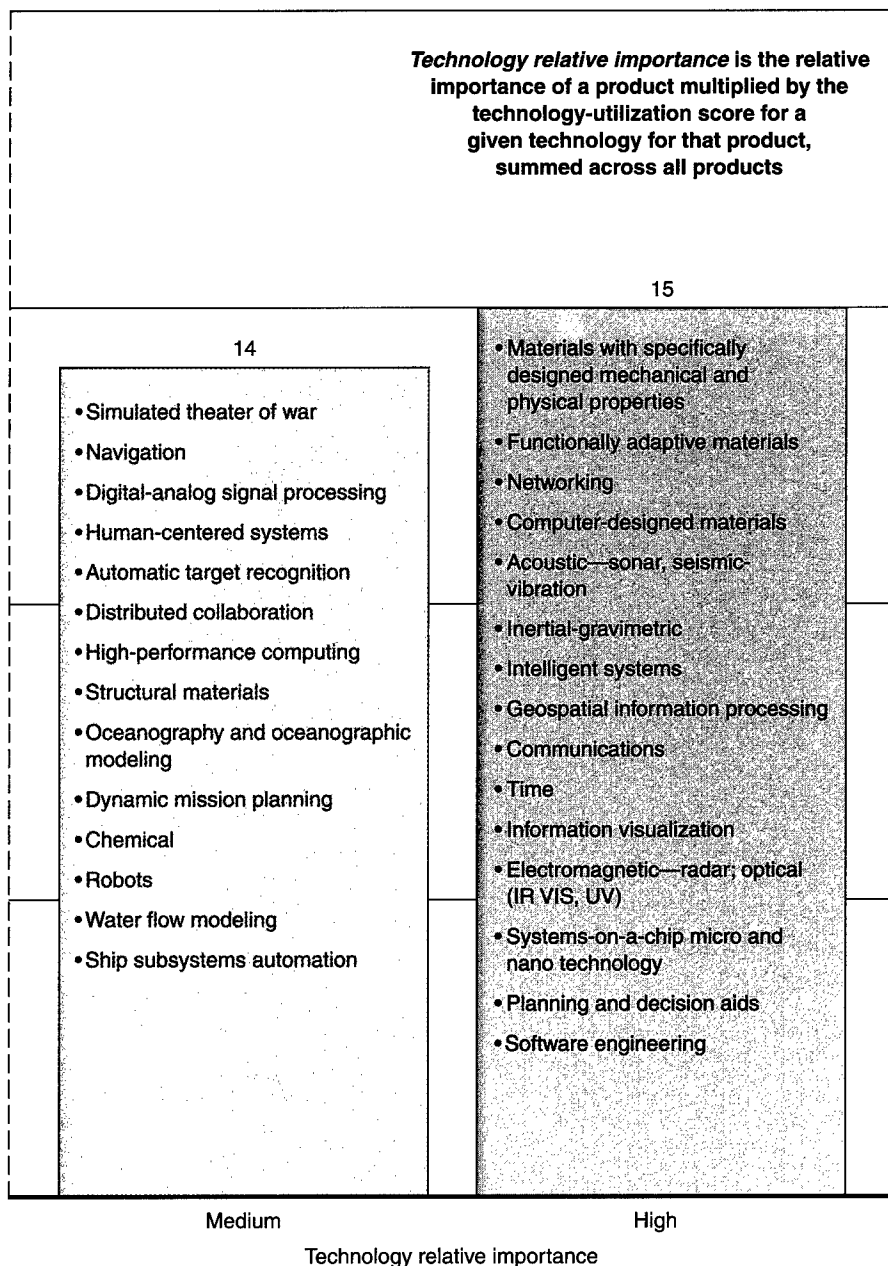 Technology relative importance is the relative
importance of a product multiplied by the
technology-utilization score for a
given technology for that product,
summed across all products
14
• Simulated theater of war
• Navigation
• Digital-analog signal processing
• Human-centered systems
• Automatic target recognition
• Distributed collaboration
• High-performance computing
• Structural materials
• Oceanography and oceanographic
modeling
• Dynamic mission planning
• Chemical
• Robots
• Water flow modeling
• Ship subsystems automation
15
• Materials with specifically
designed mechanical and
physical properties
• Functionally adaptive materials
• Networking
• Computer-designed materials
• Acoustic—sonar, seismic-
vibration
• Inertial-gravimetric
• Intelligent systems
• Geospatial information processing
• Communications
• Time
• Information visualization
• Electromagnetic—radar; optical
(IR VIS, UV)
• Systems-on-a-chip micro and
nano technology
• Planning and decision aids
• Software engineering
Medium
High
Technology relative importance